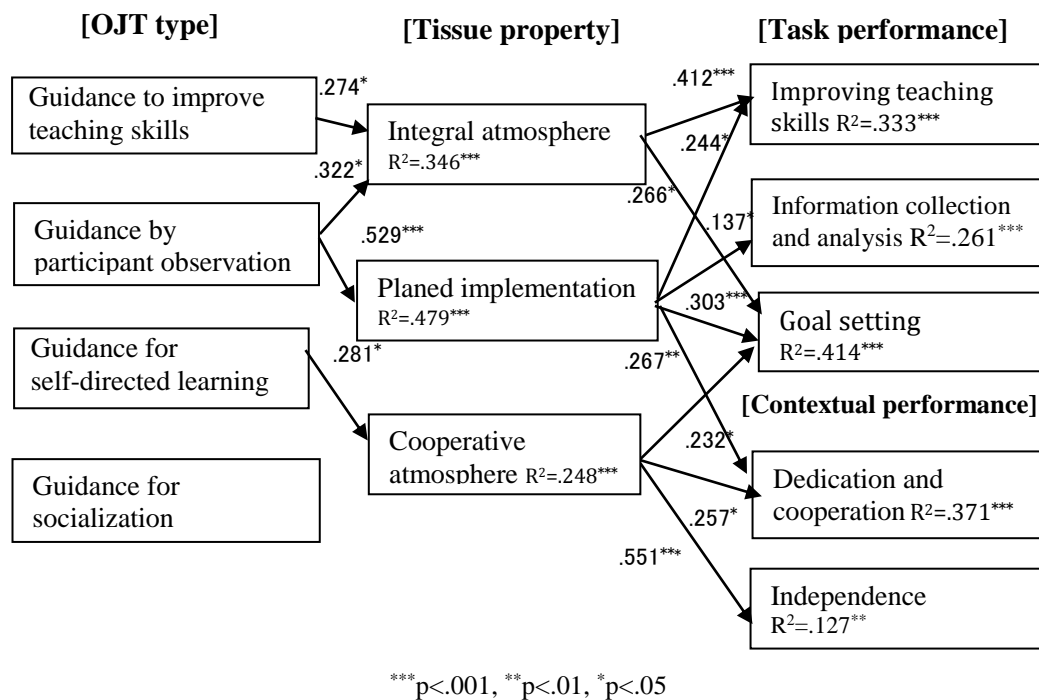 [OJT type]
[Tissue property]
[Task performance]
Guidance to improve
teaching skills
Guidance by
participant observation
Guidance for
self-directed learning
Guidance for
socialization
.274*
.322*
.529***
.281*
Integral atmosphere
R²=.346***
Planed implementation
R²=.479***
Cooperative
atmosphere R²=.248***
.412***
.244*
.266*
.137*
.303***
.267**
.232*
.257*
.551***
Improving teaching
skills R²=.333***
Information collection
and analysis R²=.261***
Goal setting
R²=.414***
[Contextual performance]
Dedication and
cooperation R²=.371***
Independence
R²=.127**
***p<.001, **p<.01, *p<.05